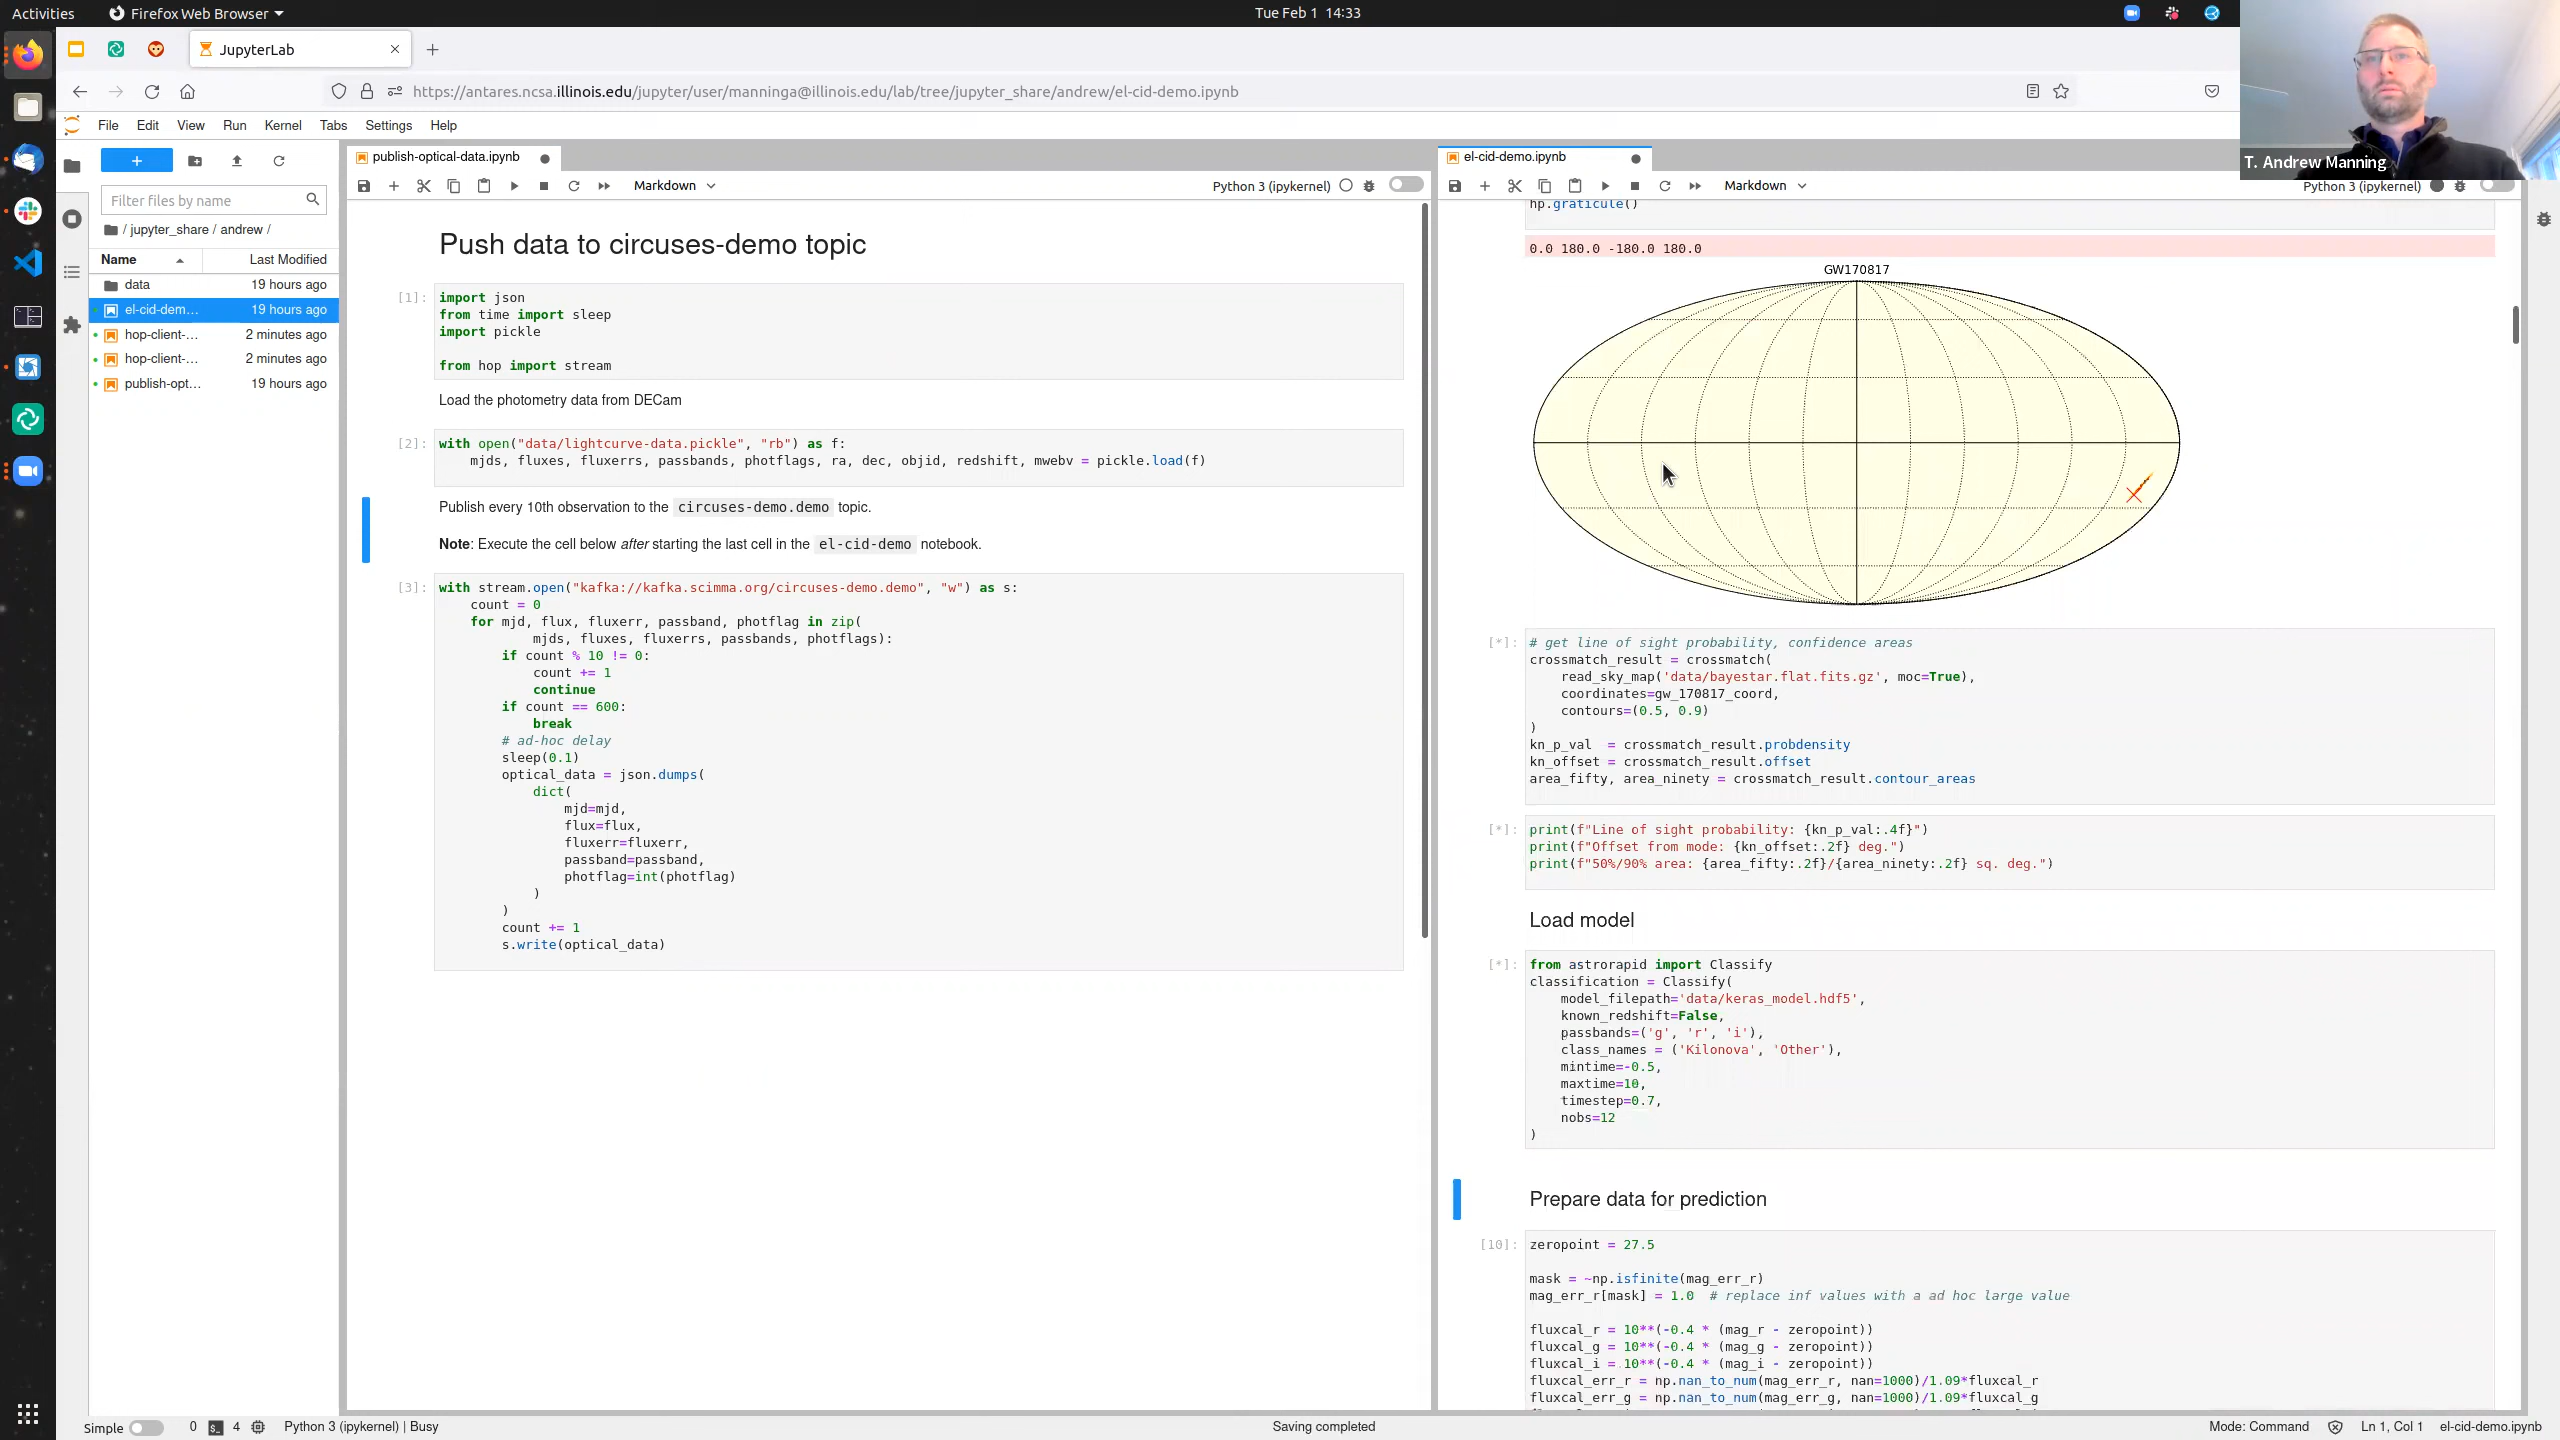 Activities
Firefox Web Browser
Tue Feb 1 14:33
JupyterLab
https://antares.ncsa.illinois.edu/jupyter/user/manninga@illinois.edu/lab/tree/jupyter_share/andrew/el-cid-demo.ipynb
T. Andrew Manning
File Edit View Run Kernel Tabs Settings Help
Filter files by name
/ jupyter_share / andrew /
Name Last Modified
data 19 hours ago
el-cid-dem... 19 hours ago
hop-client-... 2 minutes ago
hop-client-... 2 minutes ago
publish-opt... 19 hours ago
publish-optical-data.ipynb
Markdown
Python 3 (ipykernel)
Push data to circuses-demo topic
[1]: import json
from time import sleep
import pickle
from hop import stream
Load the photometry data from DECam
[2]: with open("data/lightcurve-data.pickle", "rb") as f:
mjds, fluxes, fluxerrs, passbands, photflags, ra, dec, objid, redshift, mwebv = pickle.load(f)
Publish every 10th observation to the circuses-demo.demo topic.
Note: Execute the cell below after starting the last cell in the el-cid-demo notebook.
[3]: with stream.open("kafka://kafka.scimma.org/circuses-demo.demo", "w") as s:
count = 0
for mjd, flux, fluxerr, passband, photflag in zip(
mjds, fluxes, fluxerrs, passbands, photflags):
if count % 10 != 0:
count += 1
continue
if count == 600:
break
# ad-hoc delay
sleep(0.1)
optical_data = json.dumps(
dict(
mjd=mjd,
flux=flux,
fluxerr=fluxerr,
passband=passband,
photflag=int(photflag)
)
)
count += 1
s.write(optical_data)
el-cid-demo.ipynb
Markdown
Python 3 (ipykernel)
hp.graticule()
0.0 180.0 -180.0 180.0
GW170817
[*]: # get line of sight probability, confidence areas
crossmatch_result = crossmatch(
read_sky_map('data/bayestar.flat.fits.gz', moc=True),
coordinates=gw_170817_coord,
contours=(0.5, 0.9)
)
kn_p_val = crossmatch_result.probdensity
kn_offset = crossmatch_result.offset
area_fifty, area_ninety = crossmatch_result.contour_areas
[*]: print(f"Line of sight probability: {kn_p_val:.4f}")
print(f"Offset from mode: {kn_offset:.2f} deg.")
print(f"50%/90% area: {area_fifty:.2f}/{area_ninety:.2f} sq. deg.")
Load model
[*]: from astrorapid import Classify
classification = Classify(
model_filepath='data/keras_model.hdf5',
known_redshift=False,
passbands=('g', 'r', 'i'),
class_names = ('Kilonova', 'Other'),
mintime=-0.5,
maxtime=10,
timestep=0.7,
nobs=12
)
Prepare data for prediction
[10]: zeropoint = 27.5
mask = ~np.isfinite(mag_err_r)
mag_err_r[mask] = 1.0 # replace inf values with a ad hoc large value
fluxcal_r = 10**(-0.4 * (mag_r - zeropoint))
fluxcal_g = 10**(-0.4 * (mag_g - zeropoint))
fluxcal_i = 10**(-0.4 * (mag_i - zeropoint))
fluxcal_err_r = np.nan_to_num(mag_err_r, nan=1000)/1.09*fluxcal_r
fluxcal_err_g = np.nan_to_num(mag_err_g, nan=1000)/1.09*fluxcal_g
Simple 0 4 Python 3 (ipykernel) | Busy
Saving completed
Mode: Command Ln 1, Col 1 el-cid-demo.ipynb